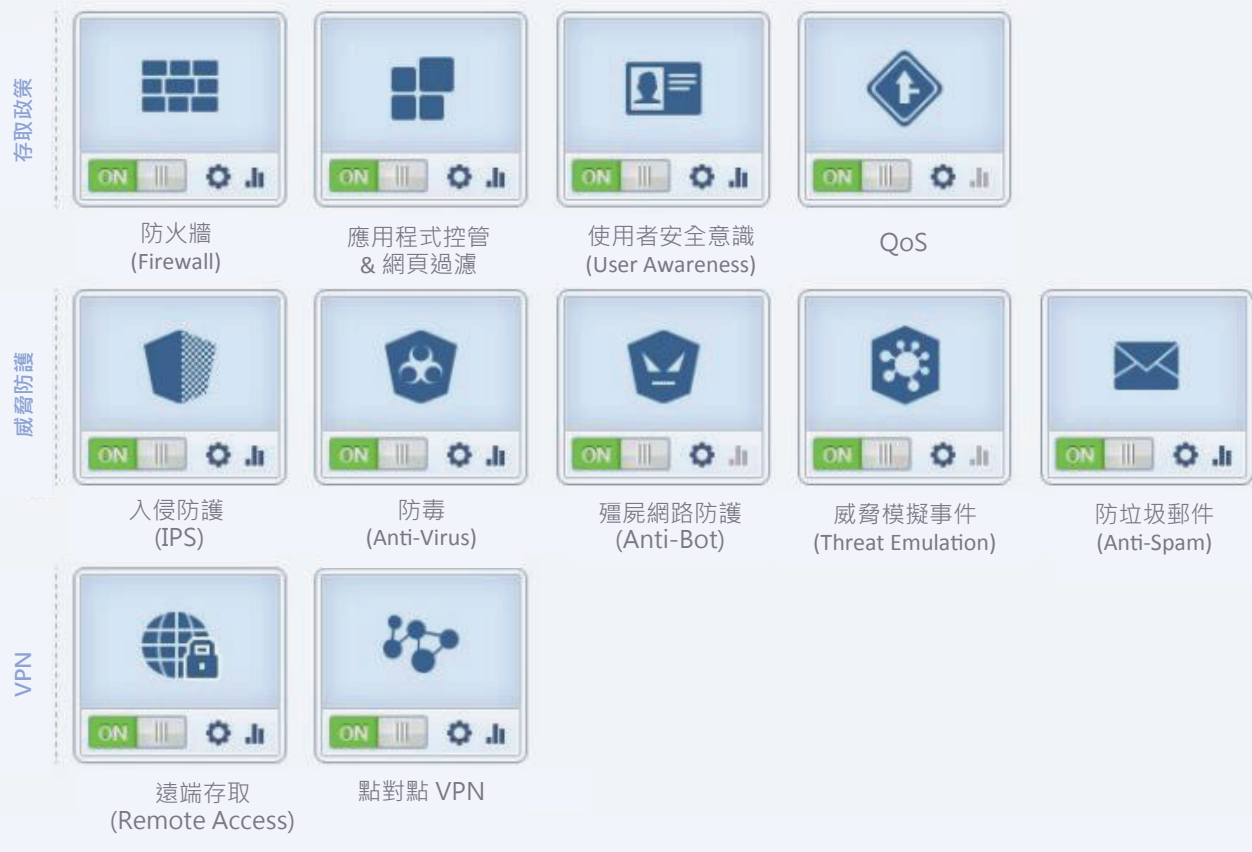 存取政策
ON
ON
ON
ON
防火牆
(Firewall)
應用程式控管
& 網頁過濾
使用者安全意識
(User Awareness)
QoS
威脅防護
ON
ON
ON
ON
ON
入侵防護
(IPS)
防毒
(Anti-Virus)
殭屍網路防護
(Anti-Bot)
威脅模擬事件
(Threat Emulation)
防垃圾郵件
(Anti-Spam)
VPN
ON
ON
遠端存取
(Remote Access)
點對點 VPN